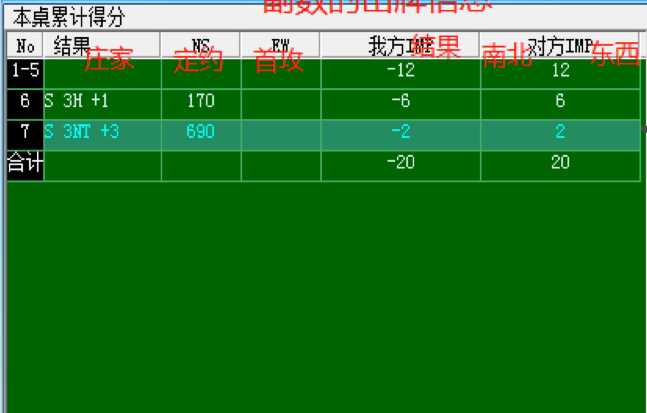 副数的出牌信息
本桌累计得分
No 结果 NS EW 我方IMP 对方IMP
庄家 定约 首攻 结果 南北 东西
1-5 -12 12
6 S 3H +1 170 -6 6
7 S 3NT +3 690 -2 2
合计 -20 20